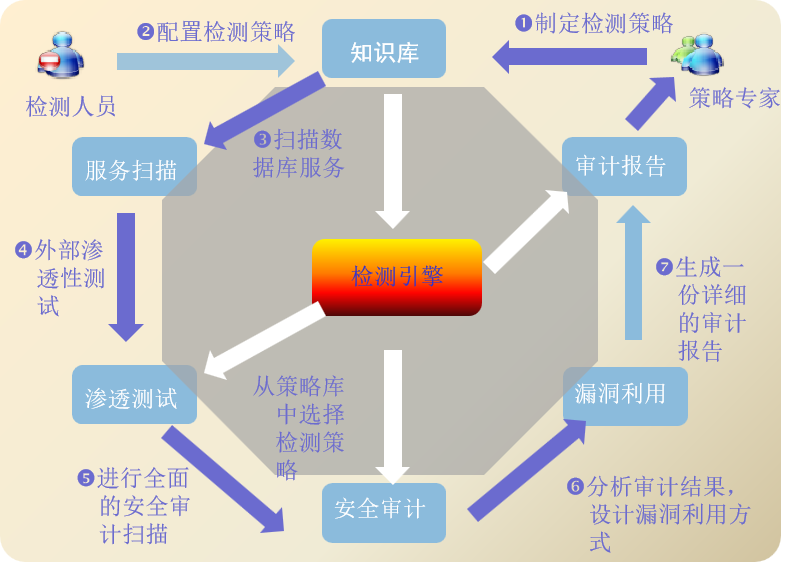 ❷配置检测策略
知识库
❶制定检测策略
检测人员
策略专家
❸扫描数
据库服务
服务扫描
审计报告
❹外部渗
透性测
试
检测引擎
❼生成一
份详细
的审计
报告
渗透测试
从策略库
中选择
检测策
略
漏洞利用
❺进行全面
的安全审
计扫描
安全审计
❻分析审计结果，
设计漏洞利用方
式